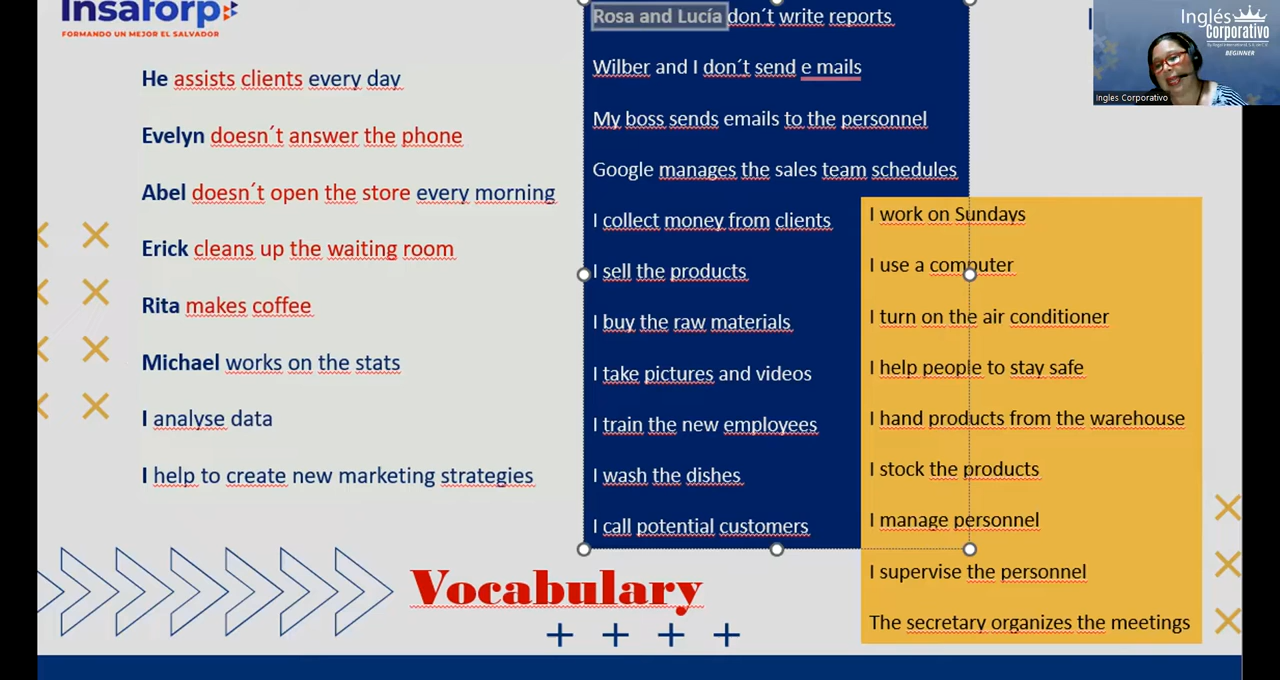 Insaforp
FORMANDO UN MEJOR EL SALVADOR
He assists clients every day
Evelyn doesn´t answer the phone
Abel doesn´t open the store every morning
Erick cleans up the waiting room
Rita makes coffee
Michael works on the stats
I analyse data
I help to create new marketing strategies
Rosa and Lucía don´t write reports
Wilber and I don´t send e mails
My boss sends emails to the personnel
Google manages the sales team schedules
I collect money from clients
I sell the products
I buy the raw materials
I take pictures and videos
I train the new employees
I wash the dishes
I call potential customers
I work on Sundays
I use a computer
I turn on the air conditioner
I help people to stay safe
I hand products from the warehouse
I stock the products
I manage personnel
I supervise the personnel
The secretary organizes the meetings
Vocabulary
Inglés
Corporativo
BEGINNER
Ingles Corporativo